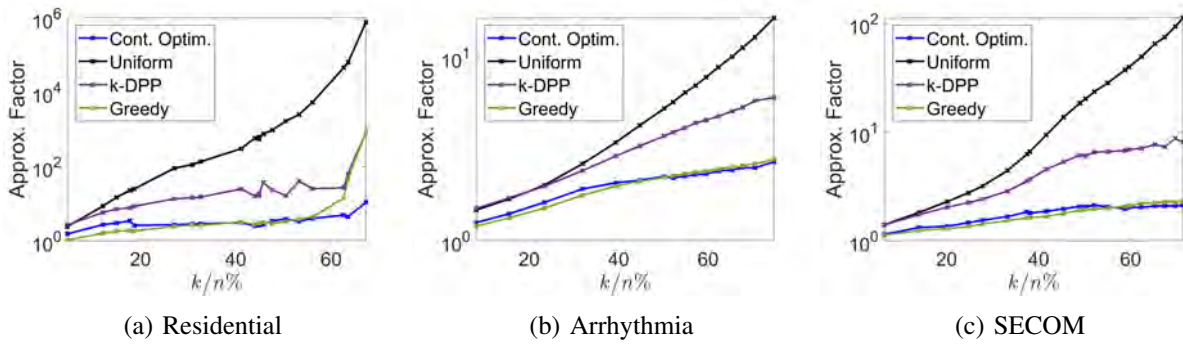 10^6
10^4
10^2
10^0
Approx. Factor
Cont. Optim.
Uniform
k-DPP
Greedy
20
40
60
k/n%
(a) Residential
10^1
10^0
Approx. Factor
Cont. Optim.
Uniform
k-DPP
Greedy
20
40
60
k/n%
(b) Arrhythmia
10^2
10^1
10^0
Approx. Factor
Cont. Optim.
Uniform
k-DPP
Greedy
20
40
60
k/n%
(c) SECOM